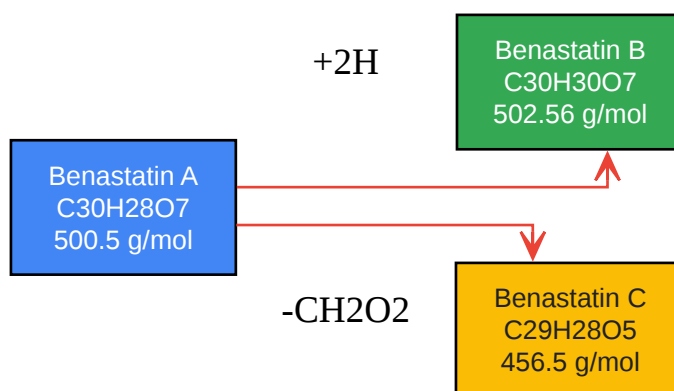 +2H
Benastatin B
C30H30O7
502.56 g/mol
Benastatin A
C30H28O7
500.5 g/mol
-CH2O2
Benastatin C
C29H28O5
456.5 g/mol